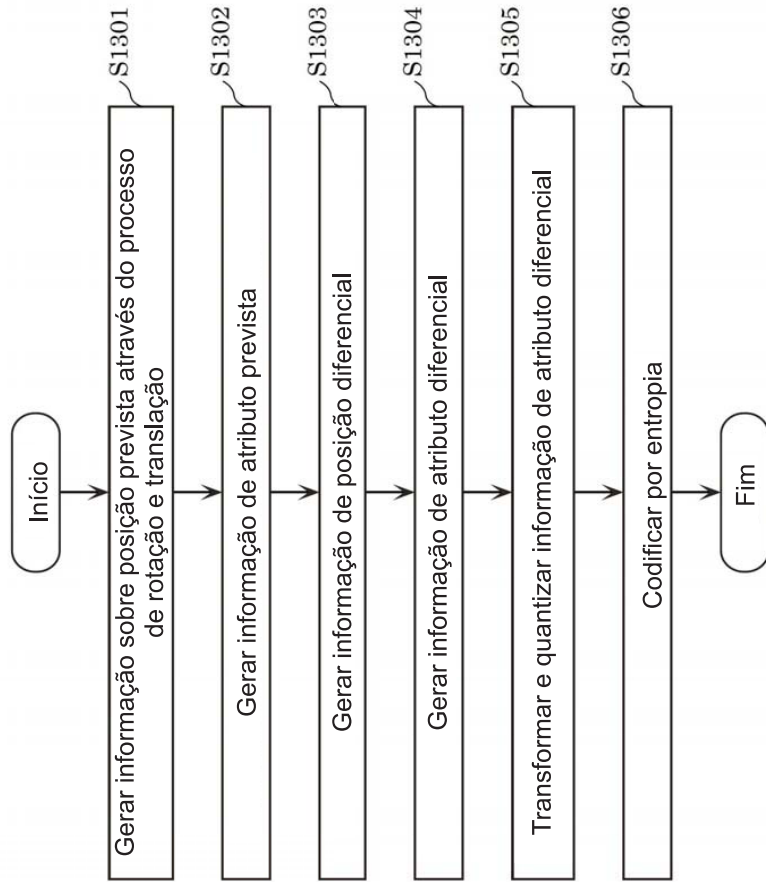 Início
Gerar informação sobre posição prevista através do processo
de rotação e translação
S1301
Gerar informação de atributo prevista
S1302
Gerar informação de posição diferencial
S1303
Gerar informação de atributo diferencial
S1304
Transformar e quantizar informação de atributo diferencial
S1305
Codificar por entropia
S1306
Fim